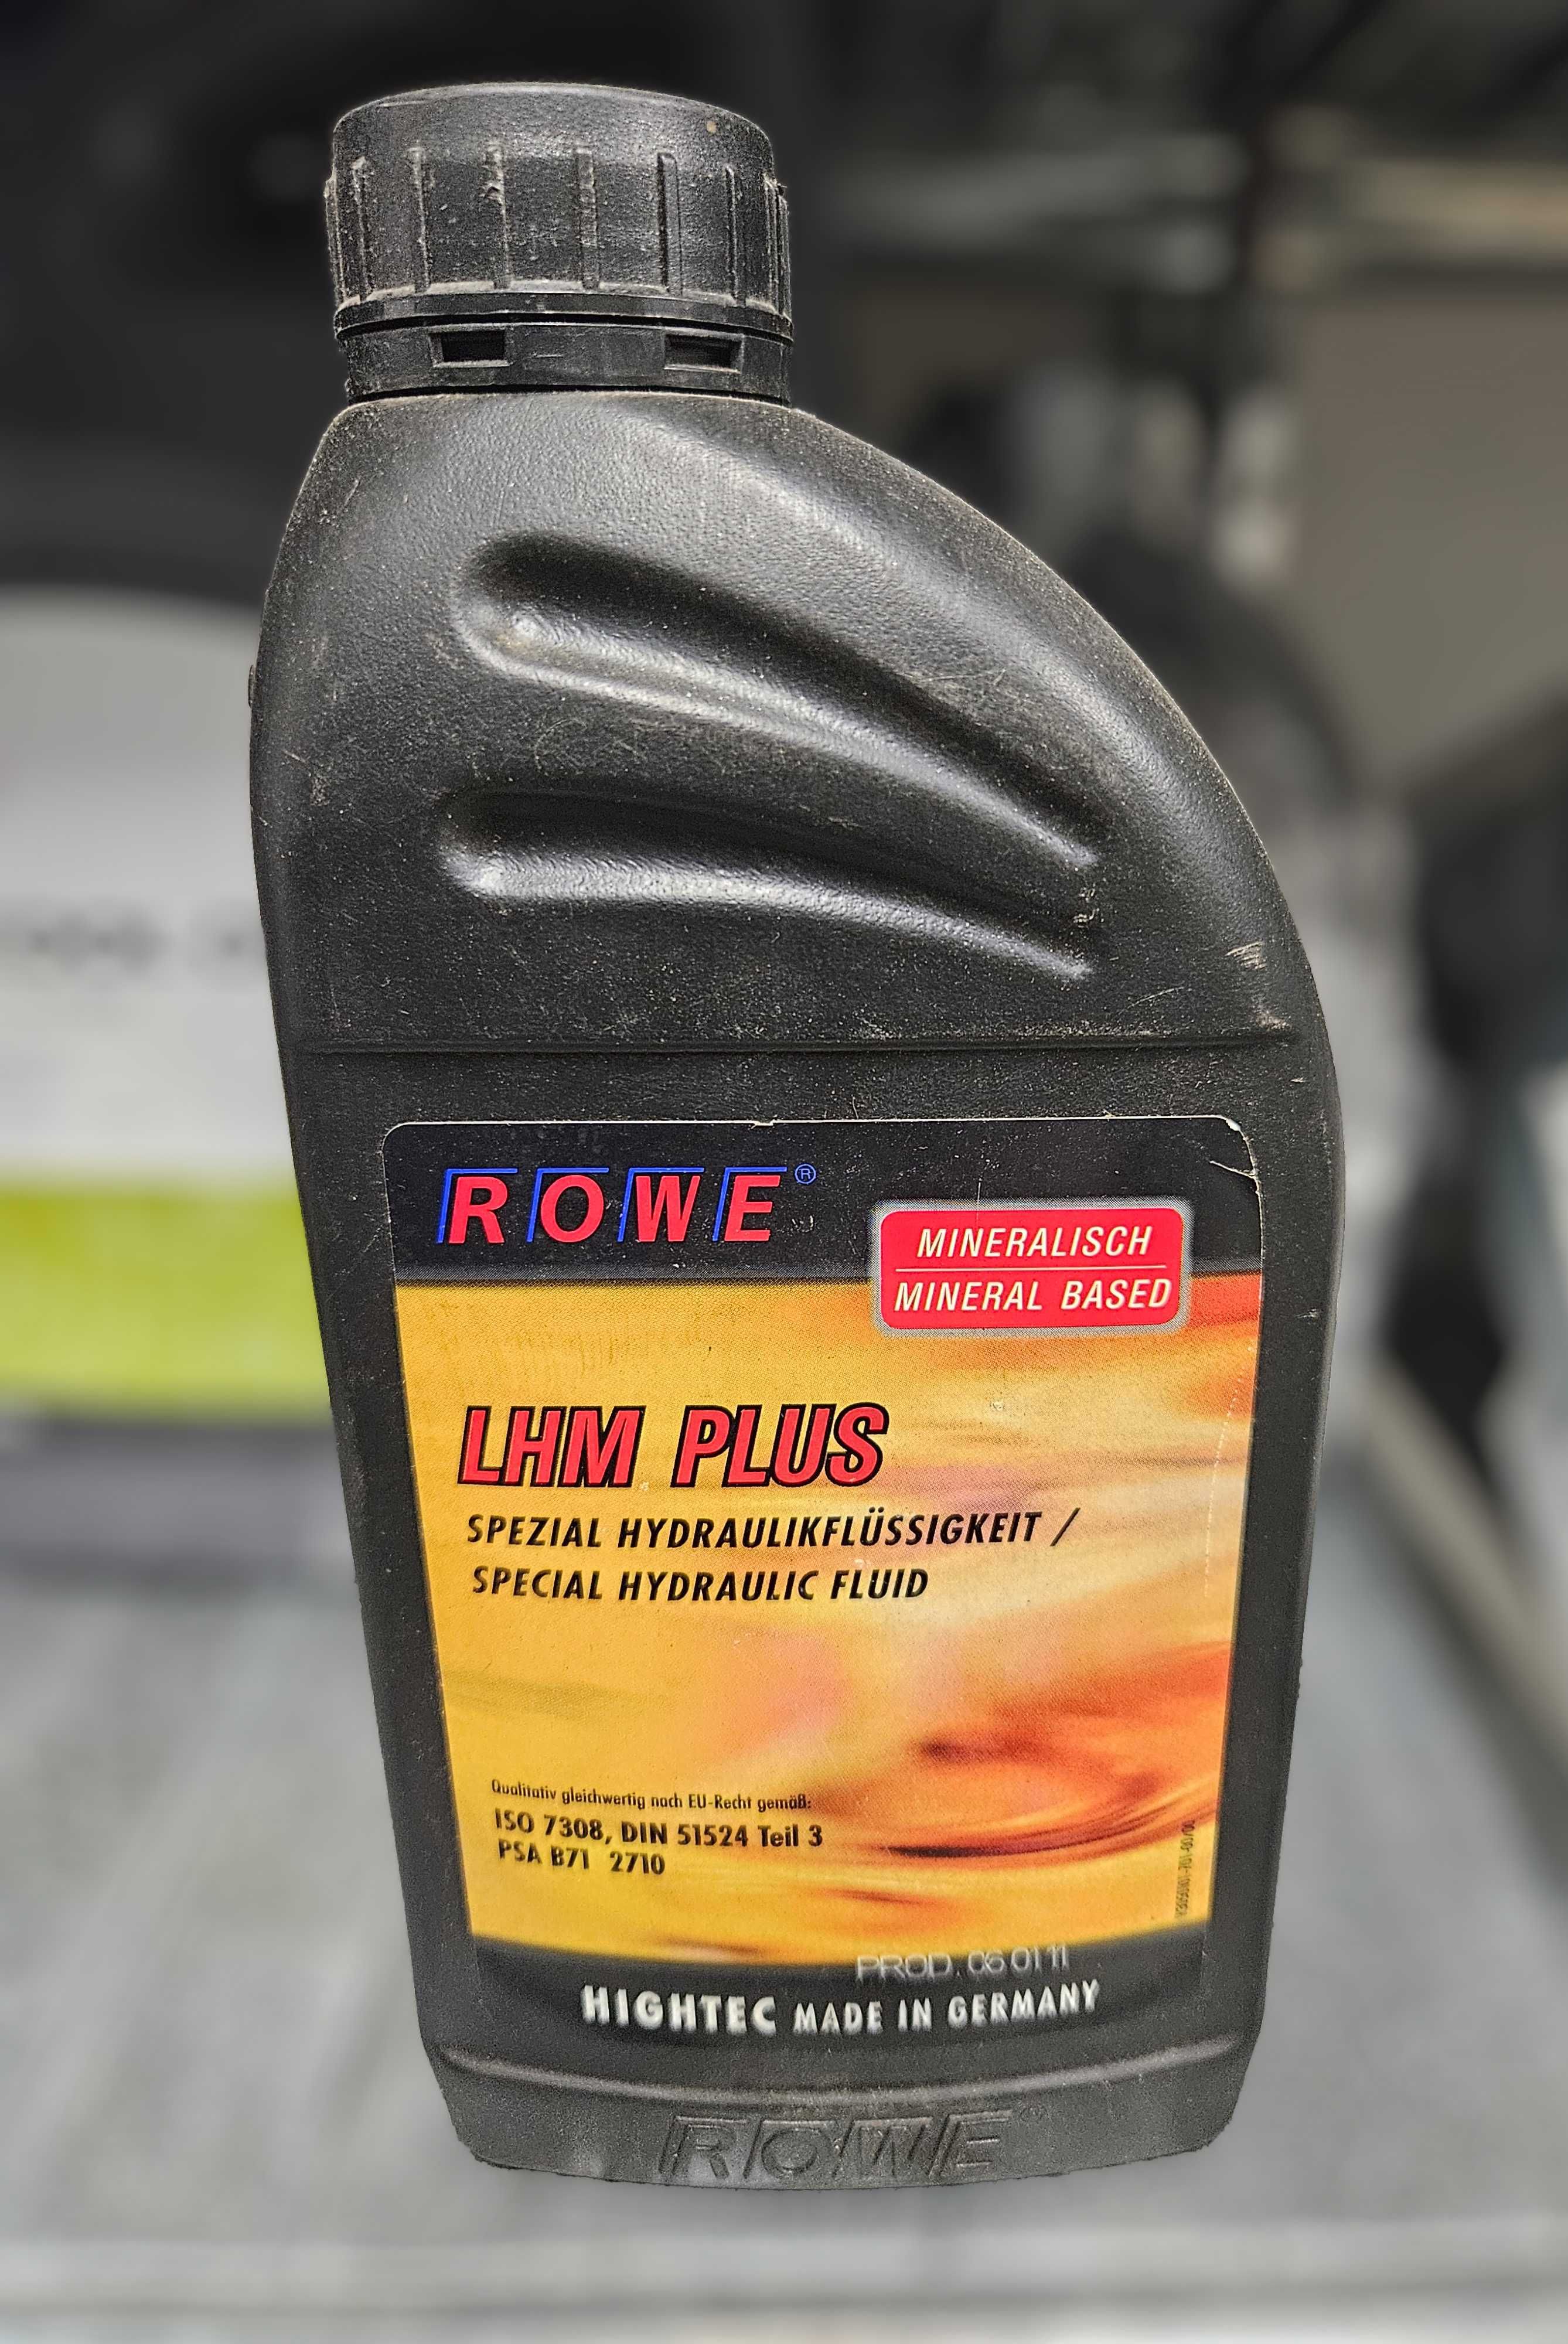 ROWE®
MINERALISCH
MINERAL BASED
LHM PLUS
SPEZIAL HYDRAULIKFLÜSSIGKEIT /
SPECIAL HYDRAULIC FLUID
Qualitativ gleichwertig nach EU-Recht gemäß:
ISO 7308, DIN 51524 Teil 3
PSA B71 2710
PROD. 06 01 11
HIGHTEC MADE IN GERMANY
ROWE